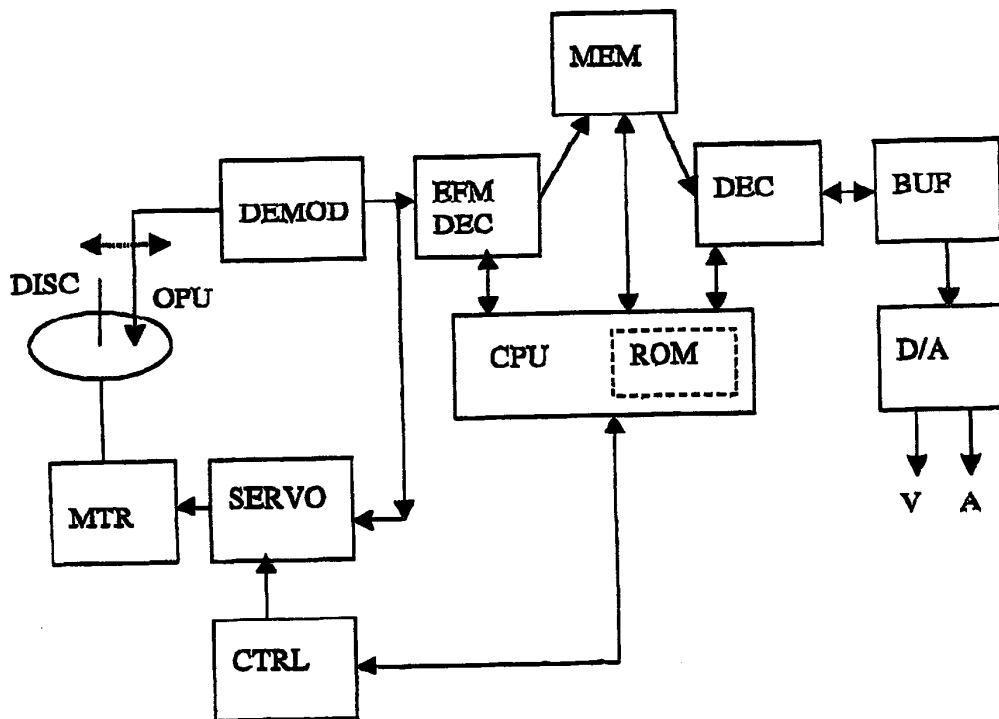 MEM
DEMOD
EFM
DEC
DEC
BUF
DISC
OPU
CPU
ROM
D/A
MTR
SERVO
V
A
CTRL